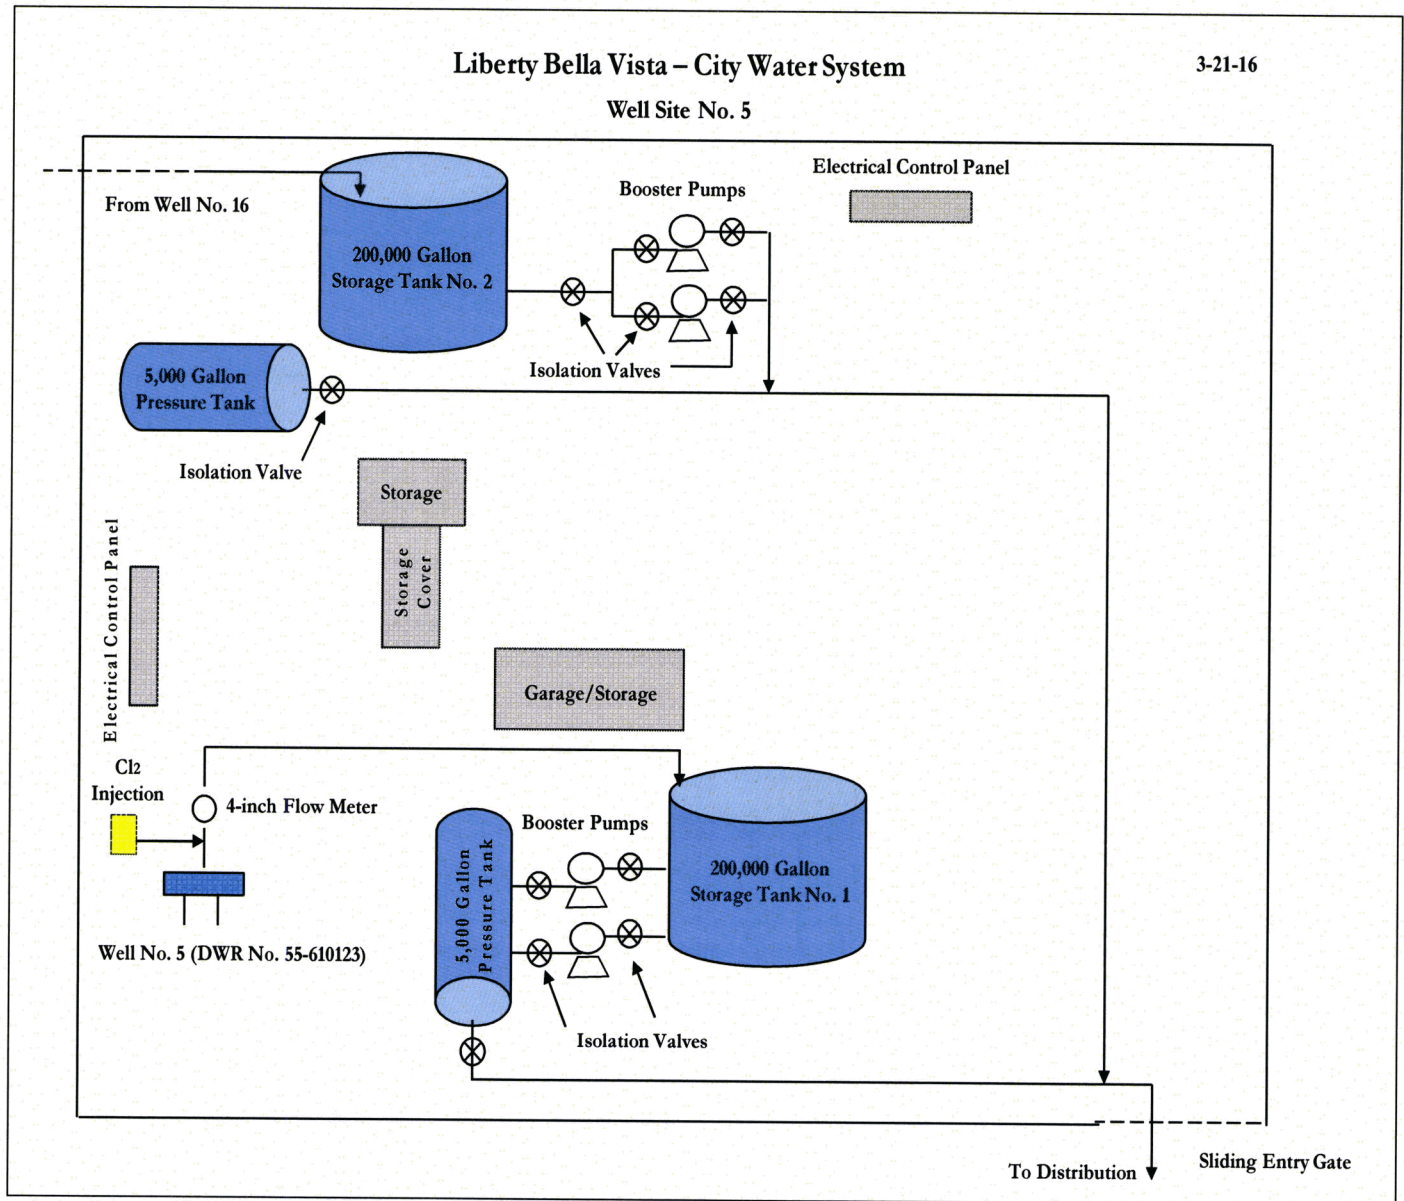 Liberty Bella Vista – City Water System
3-21-16
Well Site No. 5
From Well No. 16
200,000 Gallon
Storage Tank No. 2
Booster Pumps
Electrical Control Panel
Isolation Valves
5,000 Gallon
Pressure Tank
Isolation Valve
Storage
Storage
Cover
Electrical Control Panel
Garage/Storage
Cl2
Injection
4-inch Flow Meter
Well No. 5 (DWR No. 55-610123)
5,000 Gallon
Pressure Tank
Booster Pumps
200,000 Gallon
Storage Tank No. 1
Isolation Valves
To Distribution
Sliding Entry Gate